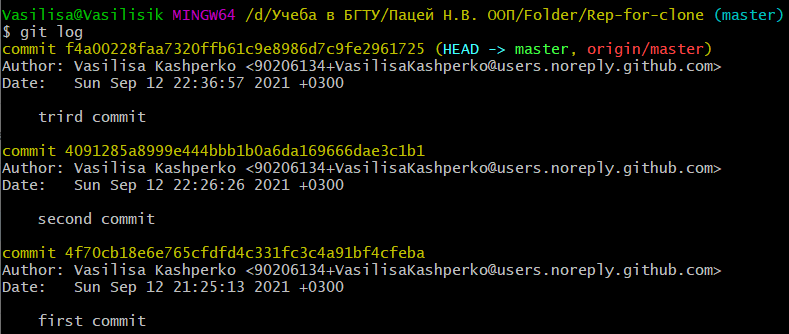 Vasilisa@Vasilisik MINGW64 /d/Учеба в БГТУ/Пацей Н.В. ООП/Folder/Rep-for-clone (master)
$ git log
commit f4a00228faa7320ffb61c9e8986d7c9fe2961725 (HEAD -> master, origin/master)
Author: Vasilisa Kashperko <90206134+VasilisaKashperko@users.noreply.github.com>
Date:   Sun Sep 12 22:36:57 2021 +0300
trird commit
commit 4091285a8999e444bbb1b0a6da169666dae3c1b1
Author: Vasilisa Kashperko <90206134+VasilisaKashperko@users.noreply.github.com>
Date:   Sun Sep 12 22:26:26 2021 +0300
second commit
commit 4f70cb18e6e765cfdfd4c331fc3c4a91bf4cfeba
Author: Vasilisa Kashperko <90206134+VasilisaKashperko@users.noreply.github.com>
Date:   Sun Sep 12 21:25:13 2021 +0300
first commit